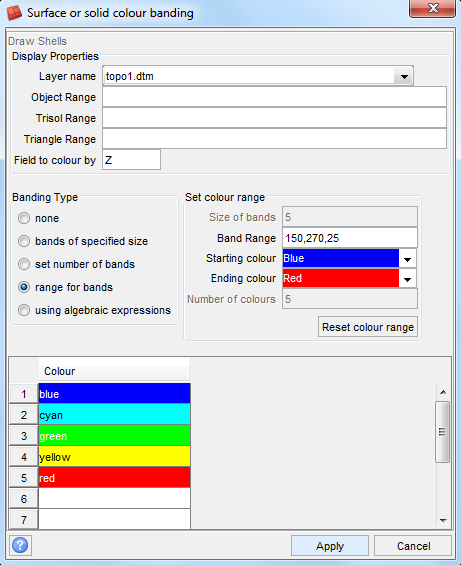 Surface or solid colour banding
Draw Shells
Display Properties
Layer name topo1.dtm
Object Range
Trisol Range
Triangle Range
Field to colour by Z
Banding Type
none
bands of specified size
set number of bands
range for bands
using algebraic expressions
Set colour range
Size of bands 5
Band Range 150,270,25
Starting colour Blue
Ending colour Red
Number of colours 5
Reset colour range
Colour
1 blue
2 cyan
3 green
4 yellow
5 red
6
7
? Apply Cancel